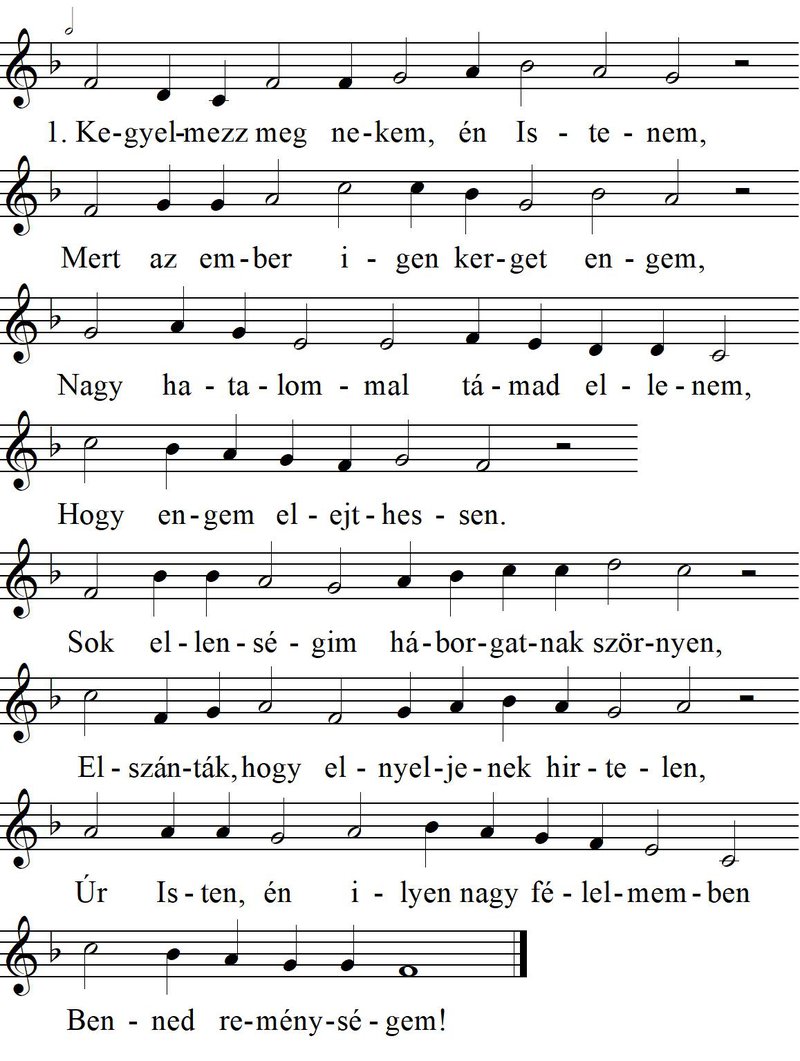 1. Ke-gyel-mezz meg ne-kem, én Is - te - nem,
Mert az em-ber i - gen ker-get en - gem,
Nagy ha - ta - lom - mal tá - mad el - le - nem,
Hogy en-gem el - ejt-hes - sen.
Sok el - len - sé - gim há-bor-gat-nak ször-nyen,
El - szán-ták, hogy el - nyel-je-nek hir - te - len,
Úr Is - ten, én i - lyen nagy fé - lel-mem-ben
Ben - ned re-mény-sé - gem!